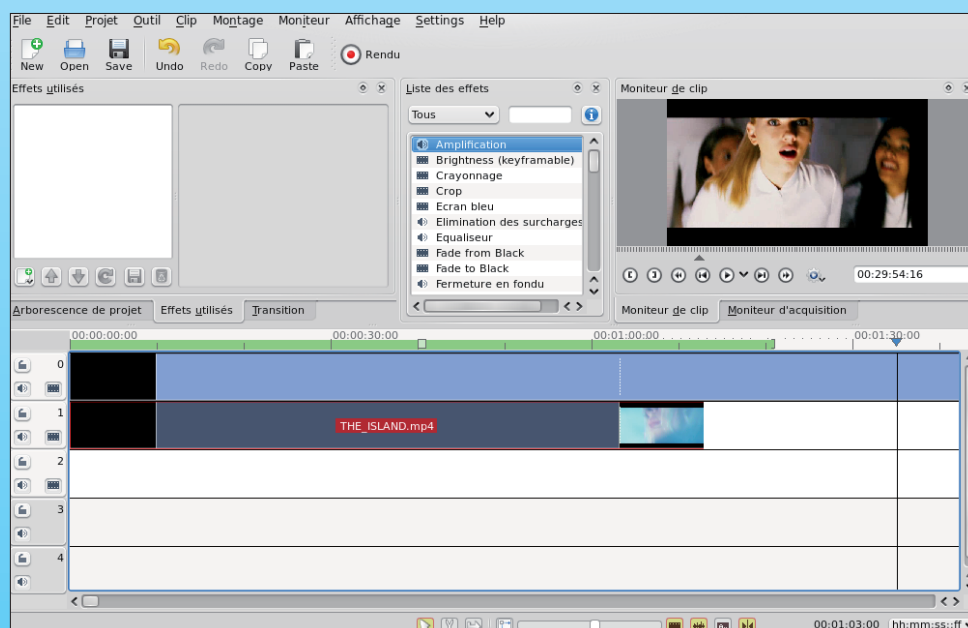 File Edit Projet Outil Clip Montage Moniteur Affichage Settings Help
New Open Save Undo Redo Copy Paste Rendu
Effets utilisés
Liste des effets
Tous
Amplification
Brightness (keyframable)
Crayonnage
Crop
Ecran bleu
Elimination des surcharges
Equaliseur
Fade from Black
Fade to Black
Fermeture en fondu
Moniteur de clip
00:29:54:16
Arborescence de projet Effets utilisés Transition
Moniteur de clip Moniteur d'acquisition
00:00:00:00 00:00:30:00 00:01:00:00 00:01:30:00
0
1
THE_ISLAND.mp4
2
3
4
00:01:03:00 hh:mm:ss::ff